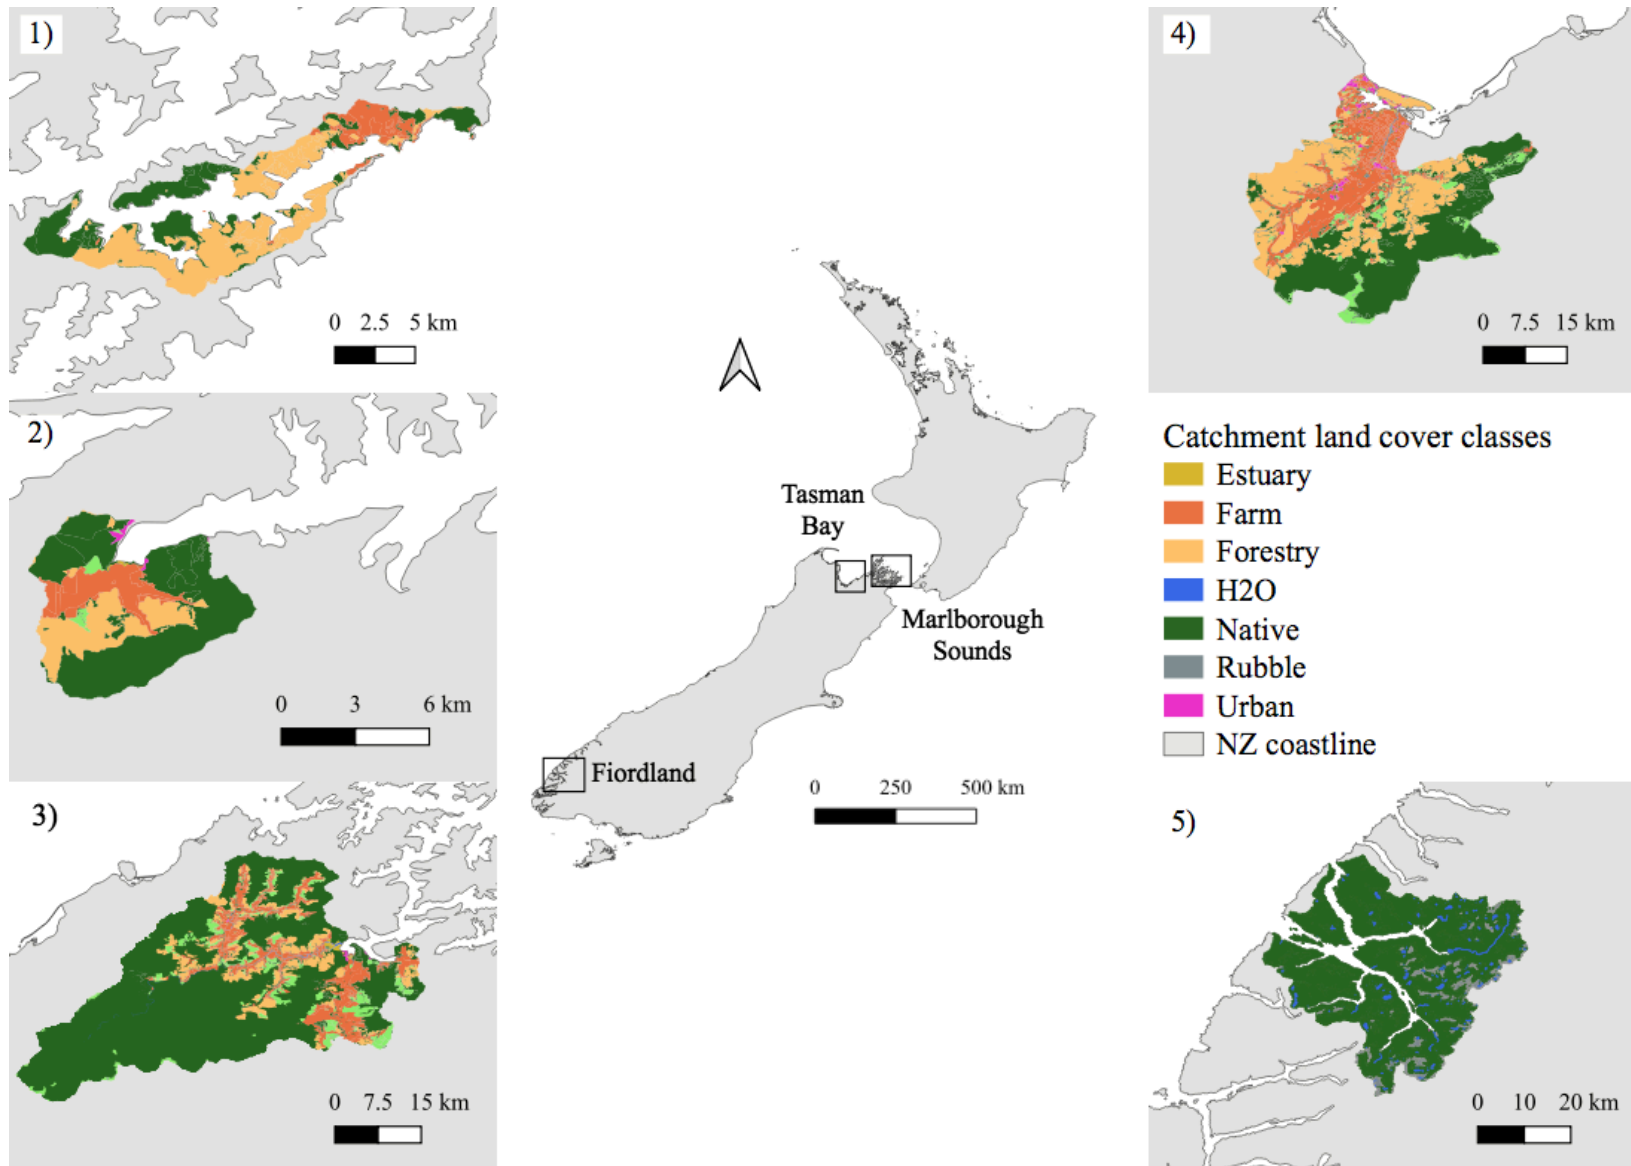 1)
0 2.5 5 km
2)
0 3 6 km
3)
0 7.5 15 km
Tasman
Bay
Marlborough
Sounds
Fiordland
0 250 500 km
4)
0 7.5 15 km
Catchment land cover classes
Estuary
Farm
Forestry
H2O
Native
Rubble
Urban
NZ coastline
5)
0 10 20 km